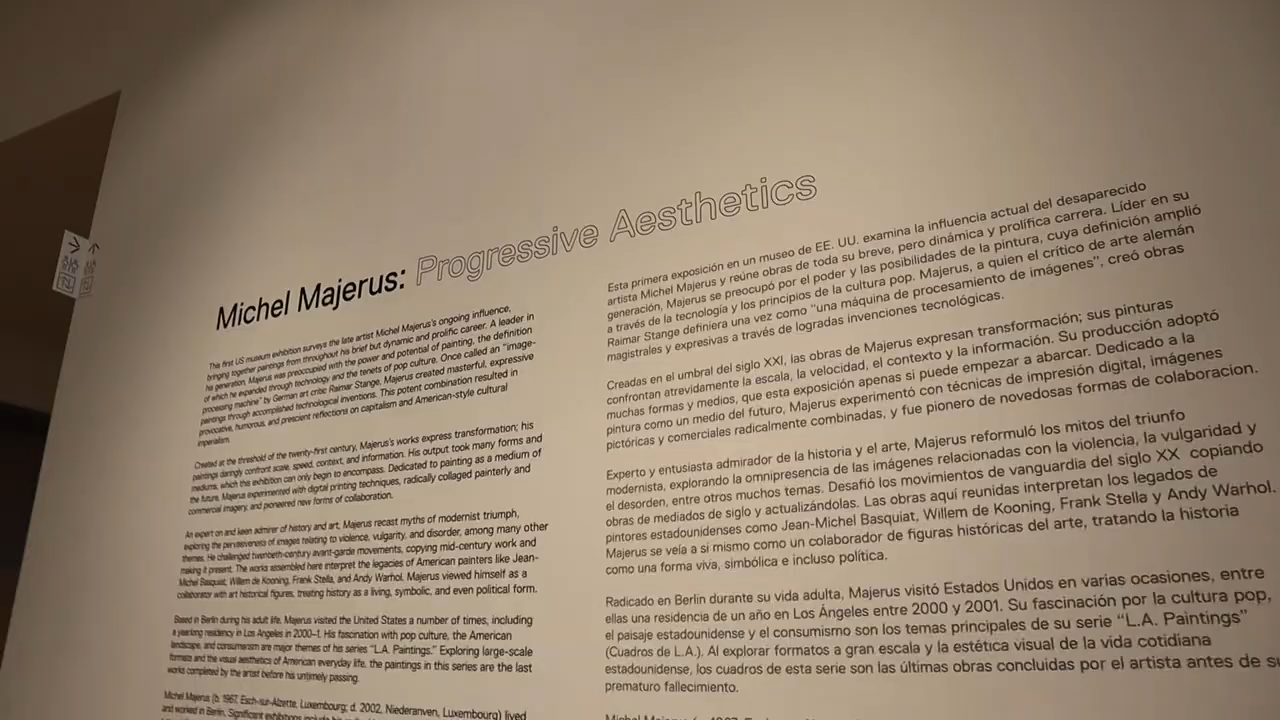 Michel Majerus: Progressive Aesthetics
This first US museum exhibition surveys the late artist Michel Majerus's ongoing influence,
bringing together paintings from throughout his brief but dynamic and prolific career. A leader in
his generation, Majerus was preoccupied with the power and potential of painting, the definition
of which he expanded through technology and the tenets of pop culture. Once called an "image-
processing machine" by German art critic Raimar Stange, Majerus created masterful, expressive
paintings through accomplished technological inventions. This potent combination resulted in
provocative, humorous, and prescient reflections on capitalism and American-style cultural
imperialism.
Created at the threshold of the twenty-first century, Majerus's works express transformation; his
paintings daringly confront scale, speed, context, and information. His output took many forms and
mediums, which this exhibition can only begin to encompass. Dedicated to painting as a medium of
the future, Majerus experimented with digital printing techniques, radically collaged painterly and
commercial imagery, and pioneered new forms of collaboration.
An expert on and keen admirer of history and art, Majerus recast myths of modernist triumph,
exploring the pervasiveness of images relating to violence, vulgarity, and disorder, among many other
themes. He challenged twentieth-century avant-garde movements, copying mid-century work and
making it present. The works assembled here interpret the legacies of American painters like Jean-
Michel Basquiat, Willem de Kooning, Frank Stella, and Andy Warhol. Majerus viewed himself as a
collaborator with art historical figures, treating history as a living, symbolic, and even political form.
Based in Berlin during his adult life, Majerus visited the United States a number of times, including
a yearlong residency in Los Angeles in 2000–1. His fascination with pop culture, the American
landscape, and consumerism are major themes of his series "L.A. Paintings." Exploring large-scale
formats and the visual aesthetics of American everyday life, the paintings in this series are the last
works completed by the artist before his untimely passing.
Michel Majerus (b. 1967, Esch-sur-Alzette, Luxembourg; d. 2002, Niederanven, Luxembourg) lived
and worked in Berlin. Significant exhibitions include his
Esta primera exposición en un museo de EE. UU. examina la influencia actual del desaparecido
artista Michel Majerus y reúne obras de toda su breve, pero dinámica y prolífica carrera. Líder en su
generación, Majerus se preocupó por el poder y las posibilidades de la pintura, cuya definición amplió
a través de la tecnología y los principios de la cultura pop. Majerus, a quien el crítico de arte alemán
Raimar Stange definiera una vez como "una máquina de procesamiento de imágenes", creó obras
magistrales y expresivas a través de logradas invenciones tecnológicas.
Creadas en el umbral del siglo XXI, las obras de Majerus expresan transformación; sus pinturas
confrontan atrevidamente la escala, la velocidad, el contexto y la información. Su producción adoptó
muchas formas y medios, que esta exposición apenas si puede empezar a abarcar. Dedicado a la
pintura como un medio del futuro, Majerus experimentó con técnicas de impresión digital, imágenes
pictóricas y comerciales radicalmente combinadas, y fue pionero de novedosas formas de colaboracion.
Experto y entusiasta admirador de la historia y el arte, Majerus reformuló los mitos del triunfo
modernista, explorando la omnipresencia de las imágenes relacionadas con la violencia, la vulgaridad y
el desorden, entre otros muchos temas. Desafió los movimientos de vanguardia del siglo XX copiando
obras de mediados de siglo y actualizándolas. Las obras aquí reunidas interpretan los legados de
pintores estadounidenses como Jean-Michel Basquiat, Willem de Kooning, Frank Stella y Andy Warhol.
Majerus se veía a sí mismo como un colaborador de figuras históricas del arte, tratando la historia
como una forma viva, simbólica e incluso política.
Radicado en Berlin durante su vida adulta, Majerus visitó Estados Unidos en varias ocasiones, entre
ellas una residencia de un año en Los Ángeles entre 2000 y 2001. Su fascinación por la cultura pop,
el paisaje estadounidense y el consumismo son los temas principales de su serie "L.A. Paintings"
(Cuadros de L.A.). Al explorar formatos a gran escala y la estética visual de la vida cotidiana
estadounidense, los cuadros de esta serie son las últimas obras concluidas por el artista antes de su
prematuro fallecimiento.